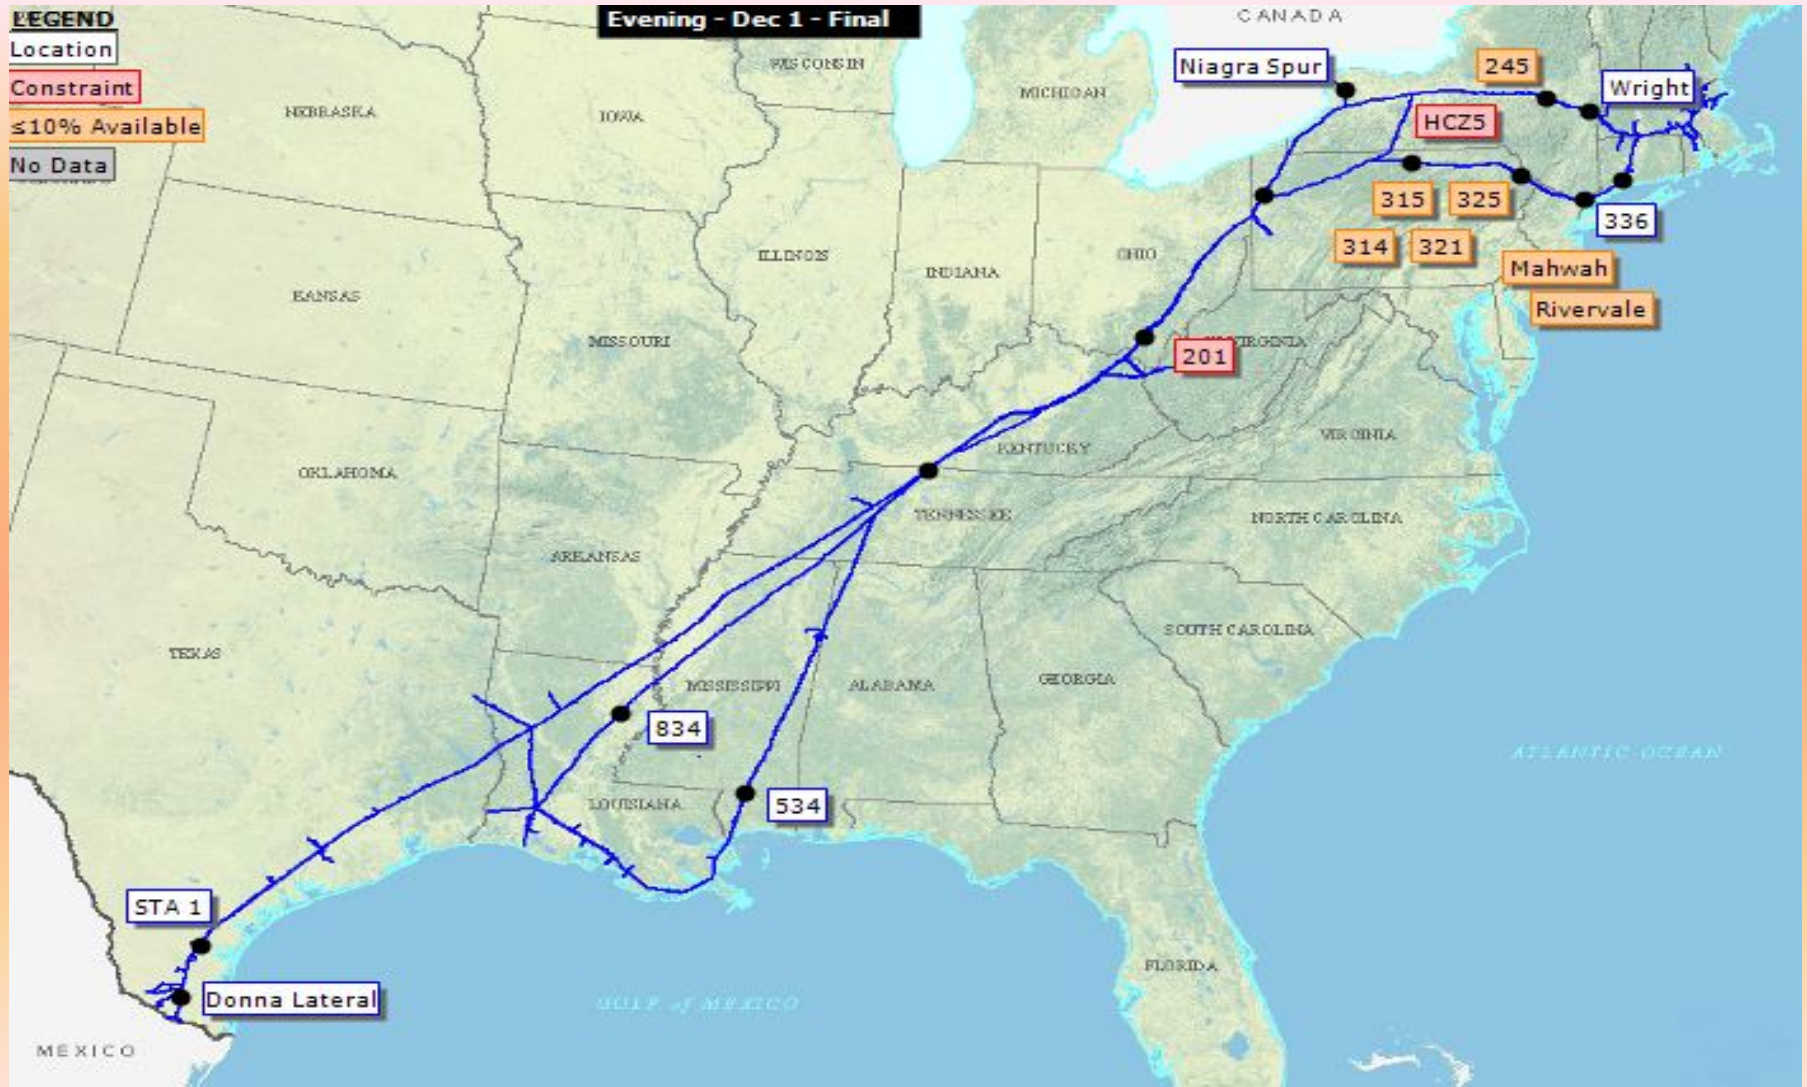 LEGEND
Location
Constraint
≤10% Available
No Data
Evening - Dec 1 - Final
CANADA
WISCONSIN
MICHIGAN
NEBRASKA
IOWA
Niagra Spur
245
Wright
HCZ5
315
325
336
314
321
Mahwah
Rivervale
ILLINOIS
INDIANA
OHIO
KANSAS
MISSOURI
201
VIRGINIA
KENTUCKY
VIRGINIA
OKLAHOMA
TENNESSEE
NORTH CAROLINA
ARKANSAS
SOUTH CAROLINA
TEXAS
MISSISSIPPI
ALABAMA
GEORGIA
834
ATLANTIC OCEAN
LOUISIANA
534
STA 1
FLORIDA
Donna Lateral
GULF of MEXICO
MEXICO